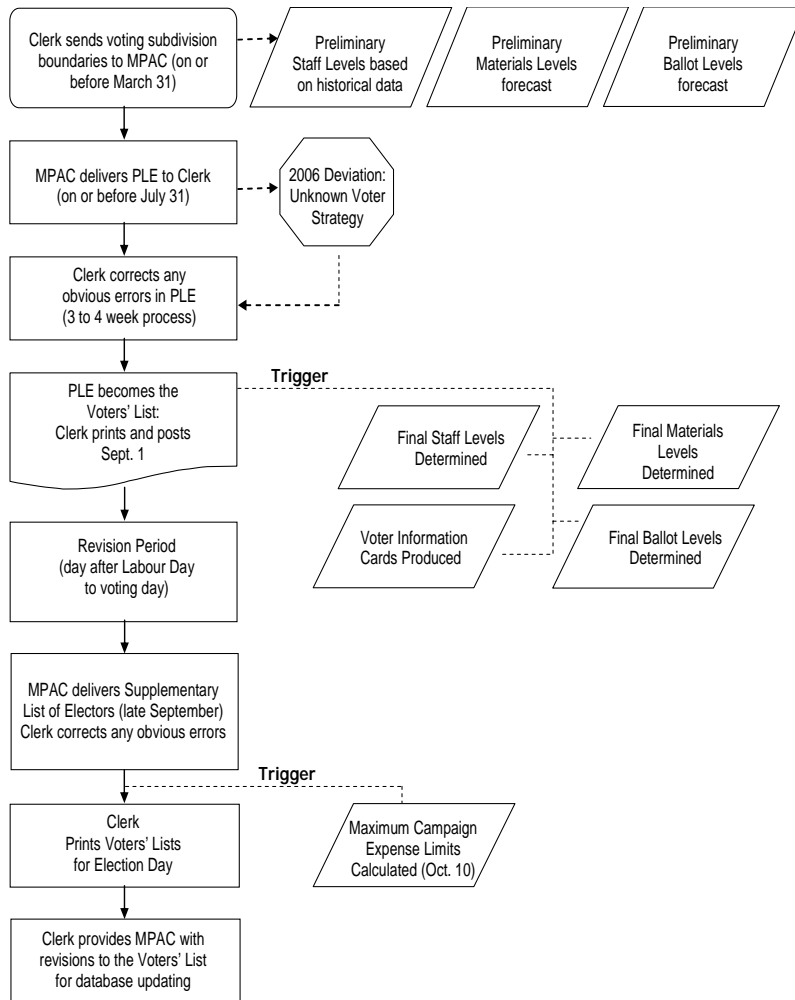 Clerk sends voting subdivision
boundaries to MPAC (on or
before March 31)
Preliminary
Staff Levels based
on historical data
Preliminary
Materials Levels
forecast
Preliminary
Ballot Levels
forecast
MPAC delivers PLE to Clerk
(on or before July 31)
2006 Deviation:
Unknown Voter
Strategy
Clerk corrects any
obvious errors in PLE
(3 to 4 week process)
PLE becomes the
Voters' List:
Clerk prints and posts
Sept. 1
Trigger
Final Staff Levels
Determined
Final Materials
Levels
Determined
Voter Information
Cards Produced
Final Ballot Levels
Determined
Revision Period
(day after Labour Day
to voting day)
MPAC delivers Supplementary
List of Electors (late September)
Clerk corrects any obvious errors
Trigger
Clerk
Prints Voters' Lists
for Election Day
Maximum Campaign
Expense Limits
Calculated (Oct. 10)
Clerk provides MPAC with
revisions to the Voters' List
for database updating